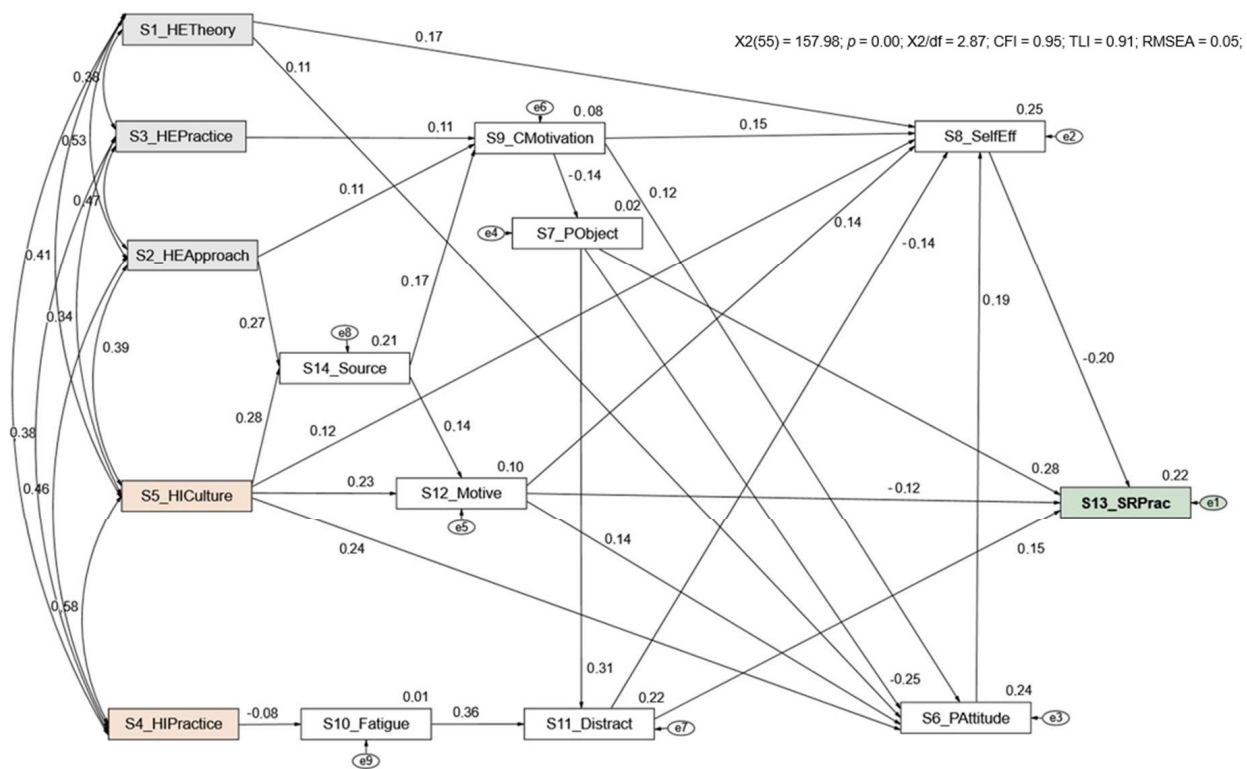 S1_HETheory
0.17
X2(55) = 157.98; p = 0.00; X2/df = 2.87; CFI = 0.95; TLI = 0.91; RMSEA = 0.05;
0.38
0.11
e6
0.08
0.25
S3_HEPractice
0.11
S9_CMotivation
0.15
S8_SelfEff
e2
0.53
-0.14
0.12
0.47
0.11
0.02
0.14
e4
S7_PObject
-0.14
0.41
S2_HEApproach
0.17
0.19
0.34
0.27
e8
0.21
0.39
S14_Source
-0.20
0.28
0.12
0.14
0.38
0.46
0.10
0.28
0.22
S5_HICulture
0.23
S12_Motive
-0.12
S13_SRPrac
e1
e5
0.24
0.14
0.15
0.58
0.31
-0.25
0.01
0.22
0.24
S4_HIPractice
-0.08
S10_Fatigue
0.36
S11_Distract
e7
S6_PAttitude
e3
e9